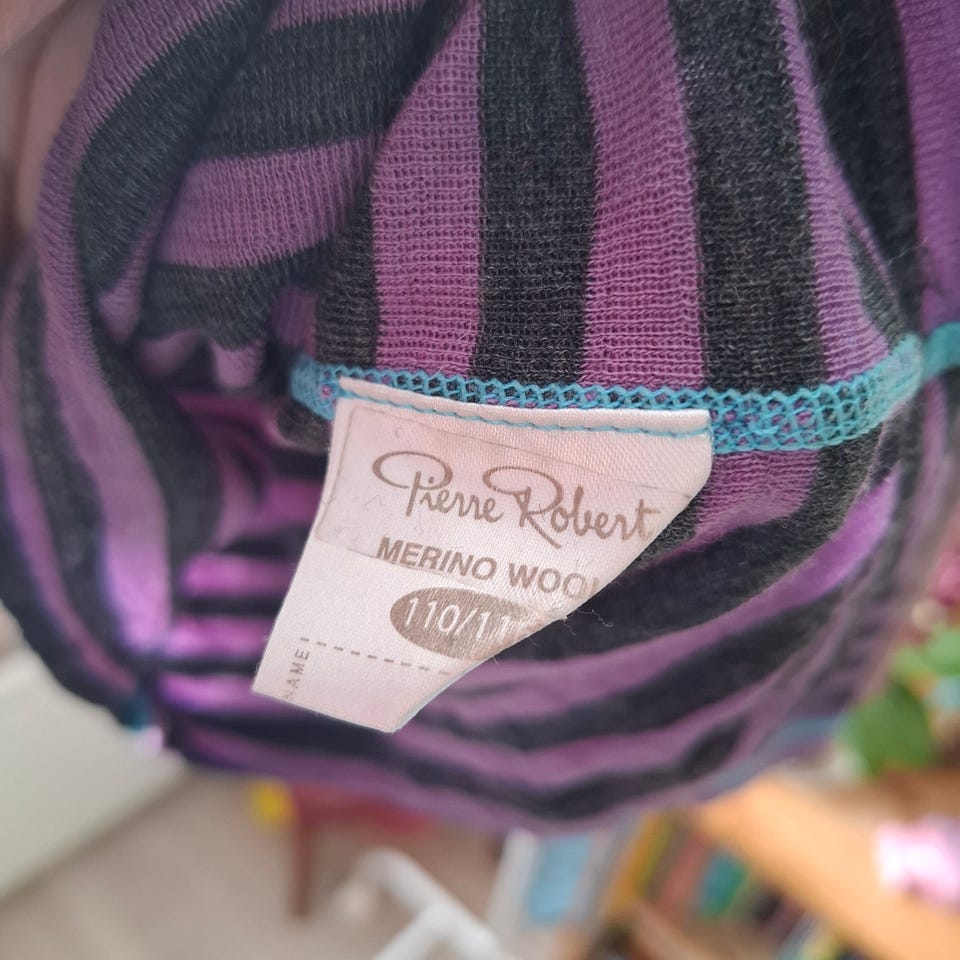 Pierre Robert
MERINO WOOL
110/11
NAME